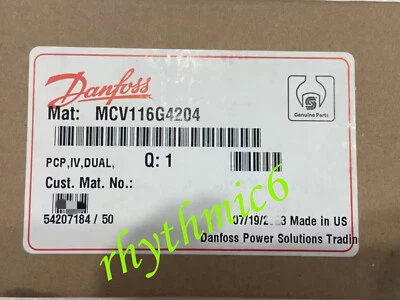 Danfoss
Genuine Parts
Mat: MCV116G4204
PCP,IV,DUAL, Q: 1
Cust. Mat. No.:
54207184 / 50
Made in US
Danfoss Power Solutions Tradin
rhythmic6